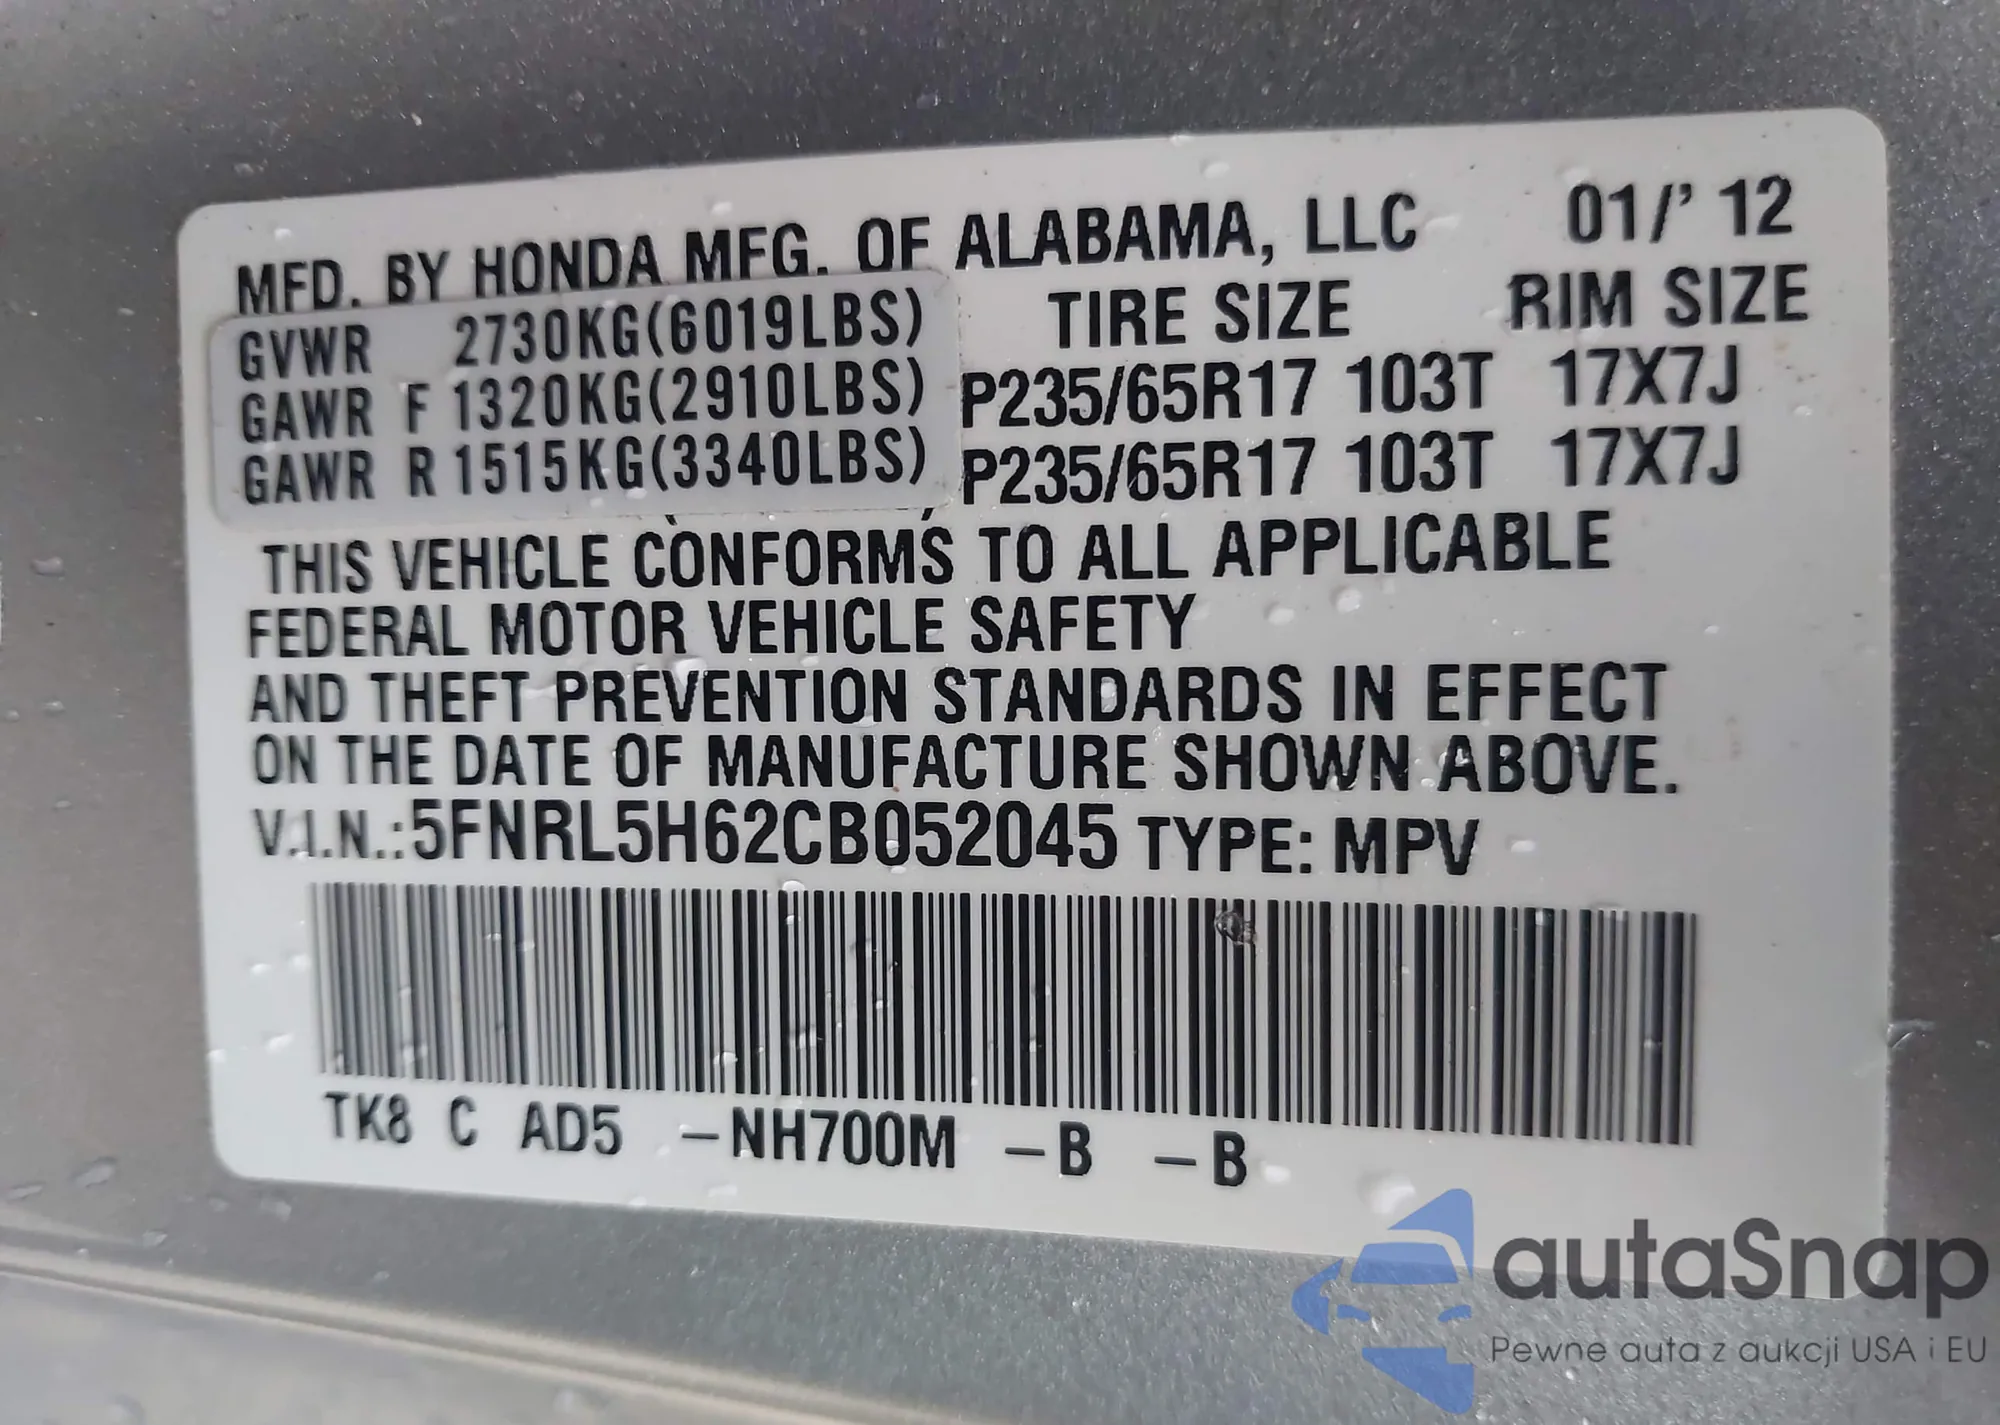 MFD. BY HONDA MFG. OF ALABAMA, LLC 01/' 12
TIRE SIZE RIM SIZE
GVWR 2730KG(6019LBS)
GAWR F 1320KG(2910LBS) P235/65R17 103T 17X7J
GAWR R 1515KG(3340LBS) P235/65R17 103T 17X7J
THIS VEHICLE CONFORMS TO ALL APPLICABLE
FEDERAL MOTOR VEHICLE SAFETY
AND THEFT PREVENTION STANDARDS IN EFFECT
ON THE DATE OF MANUFACTURE SHOWN ABOVE.
V.I.N.:5FNRL5H62CB052045 TYPE: MPV
TK8 C AD5 -NH700M -B -B
autaSnap
Pewne auta z aukcji USA i EU